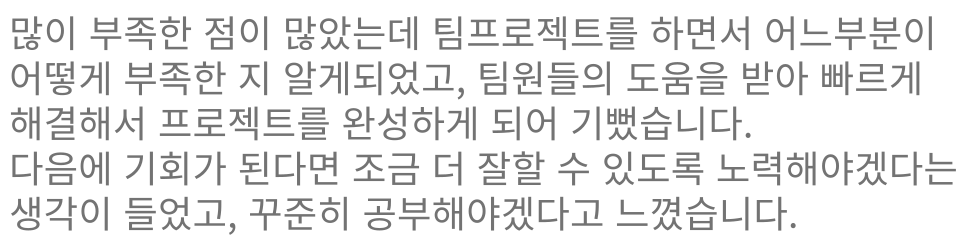 많이 부족한 점이 많았는데 팀프로젝트를 하면서 어느부분이
어떻게 부족한 지 알게되었고, 팀원들의 도움을 받아 빠르게
해결해서 프로젝트를 완성하게 되어 기뻤습니다.
다음에 기회가 된다면 조금 더 잘할 수 있도록 노력해야겠다는
생각이 들었고, 꾸준히 공부해야겠다고 느꼈습니다.